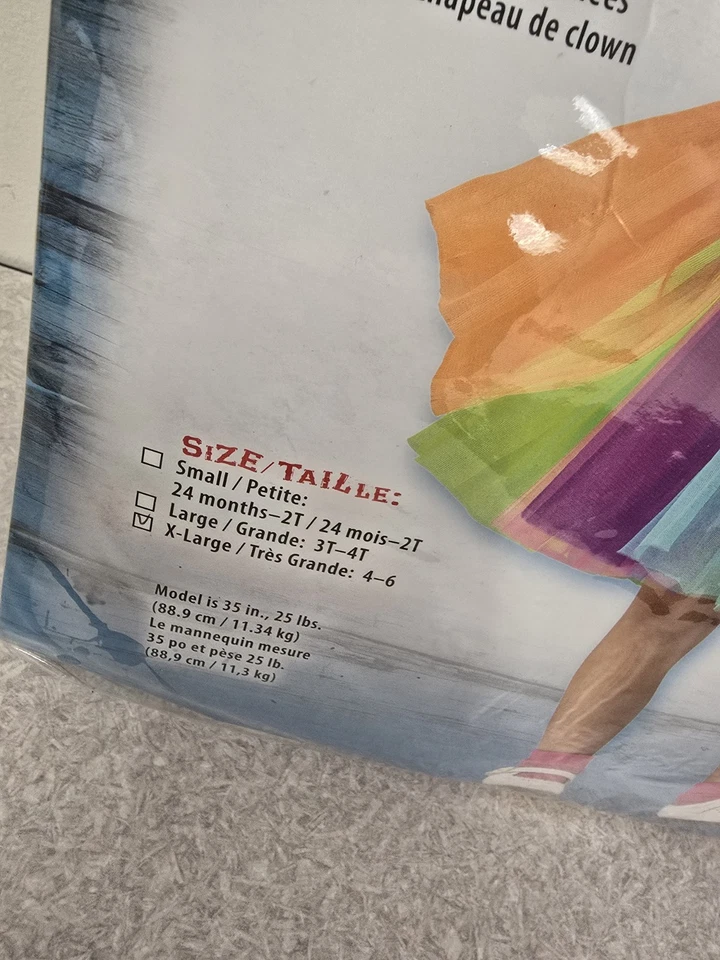 chapeau de clown
SIZE/TAILLE:
Small / Petite:
24 months–2T / 24 mois–2T
Large / Grande: 3T–4T
X-Large / Très Grande: 4–6
Model is 35 in., 25 lbs.
(88.9 cm / 11.34 kg)
Le mannequin mesure
35 po et pèse 25 lb.
(88,9 cm / 11,3 kg)